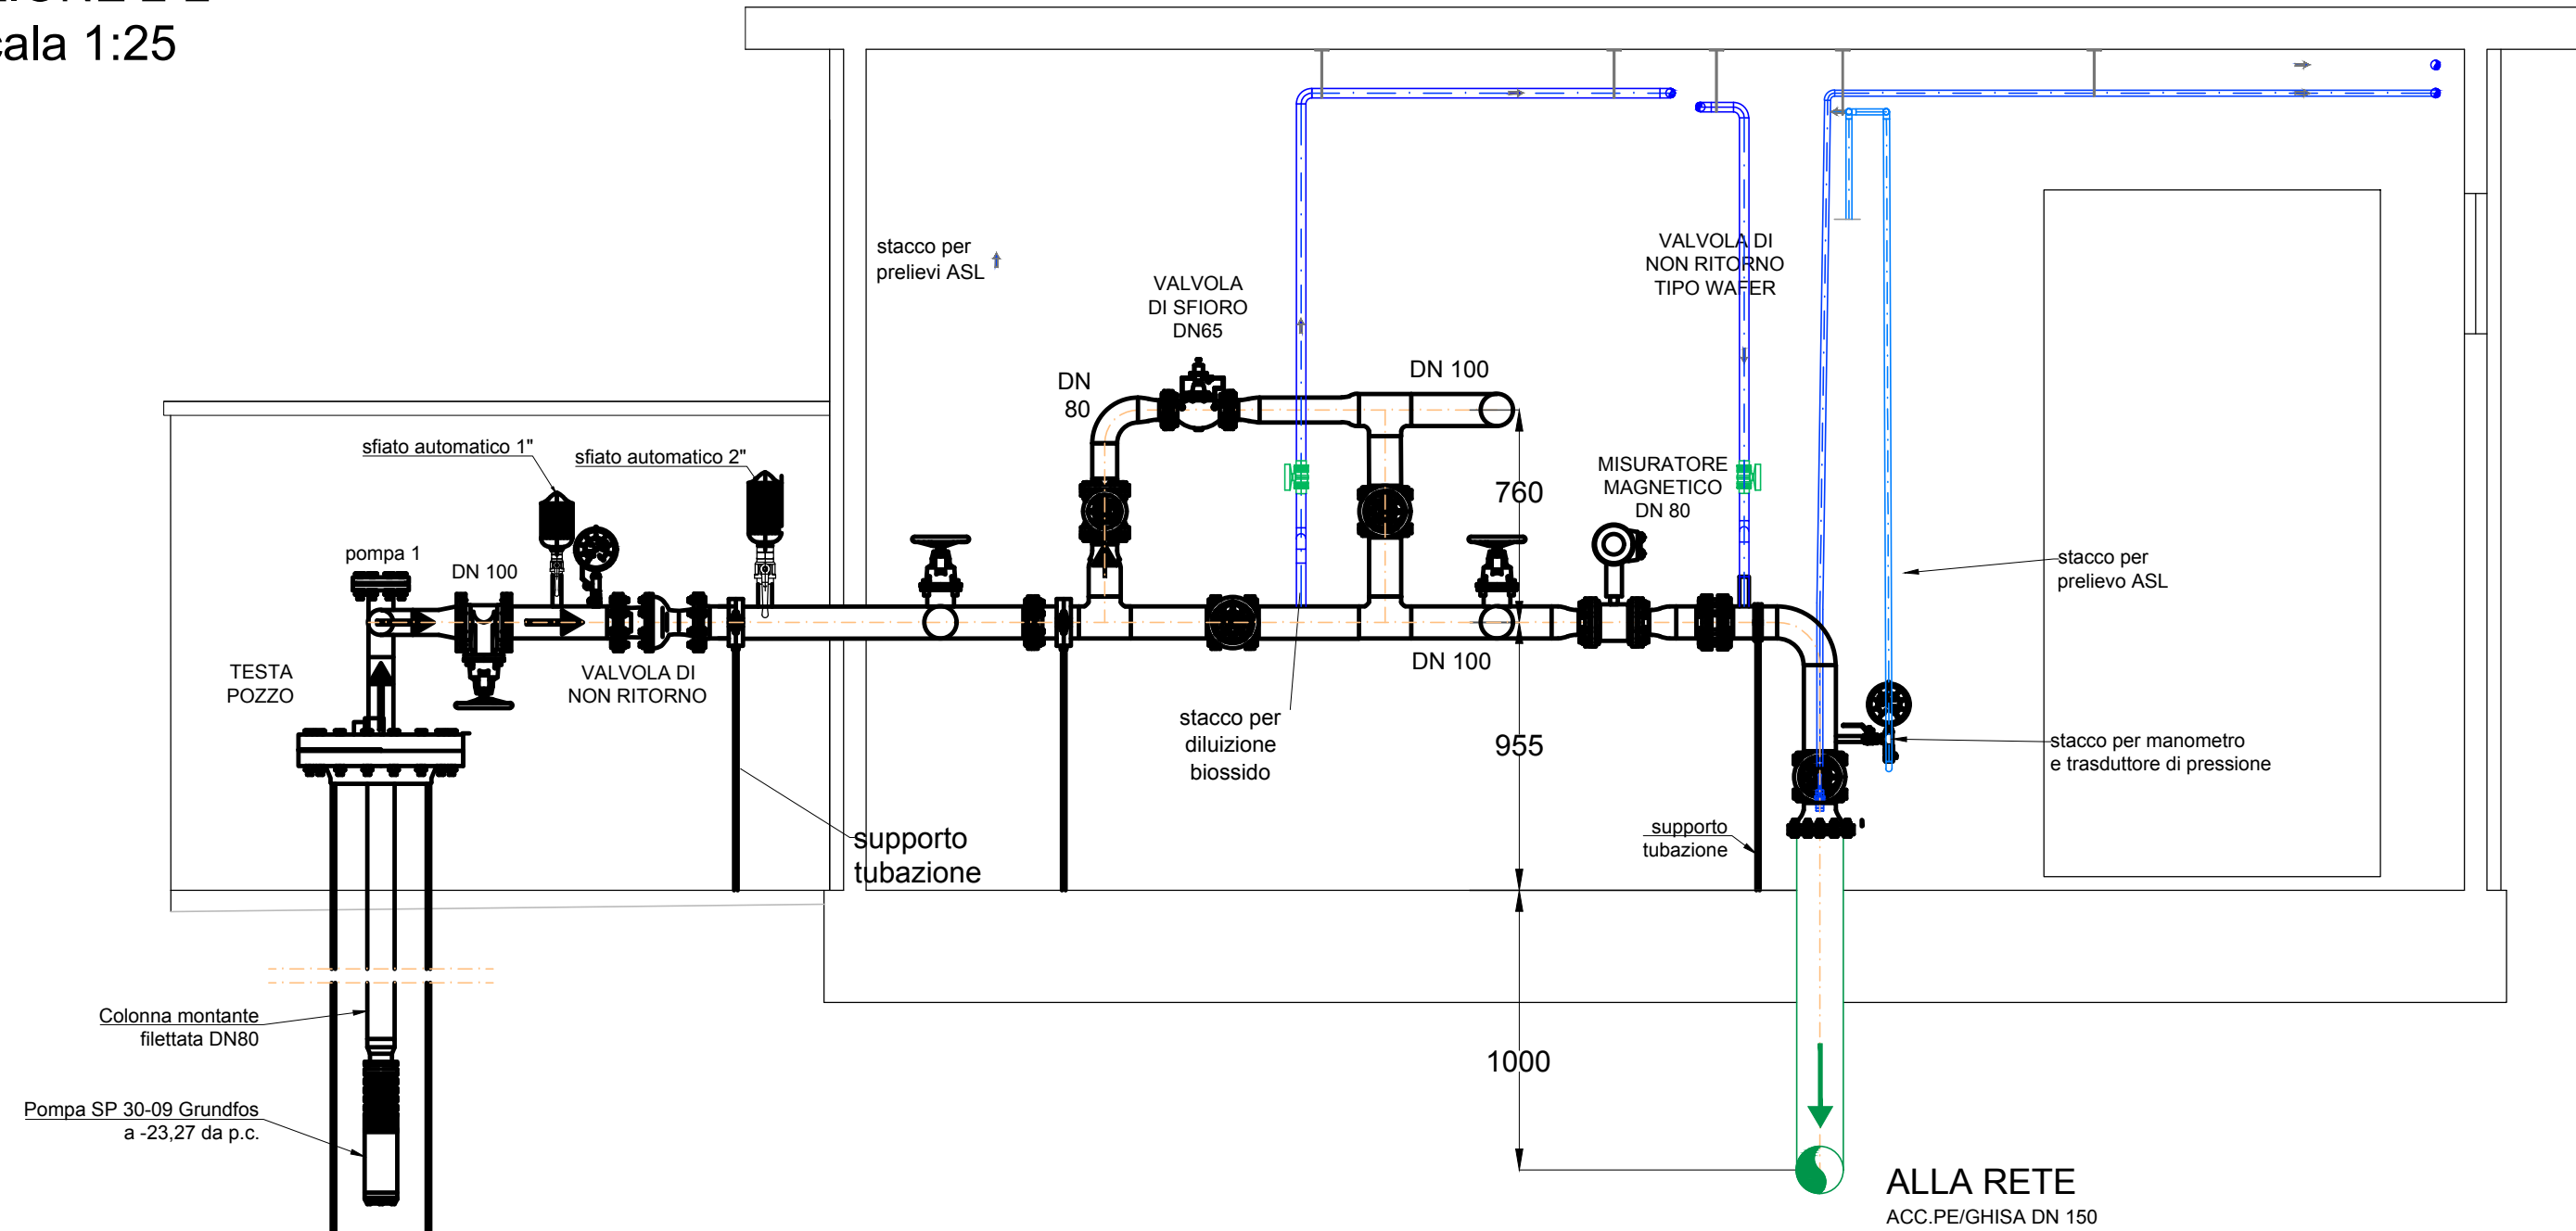 cala 1:25
stacco per
prelievi ASL
VALVOLA
DI SFIORO
DN65
VALVOLA DI
NON RITORNO
TIPO WAFER
DN
80
DN 100
sfiato automatico 1"
sfiato automatico 2"
760
MISURATORE
MAGNETICO
DN 80
pompa 1
DN 100
stacco per
prelievo ASL
TESTA
POZZO
VALVOLA DI
NON RITORNO
DN 100
stacco per
diluizione
biossido
955
stacco per manometro
e trasduttore di pressione
supporto
tubazione
supporto
tubazione
Colonna montante
filettata DN80
1000
Pompa SP 30-09 Grundfos
a -23,27 da p.c.
ALLA RETE
ACC.PE/GHISA DN 150